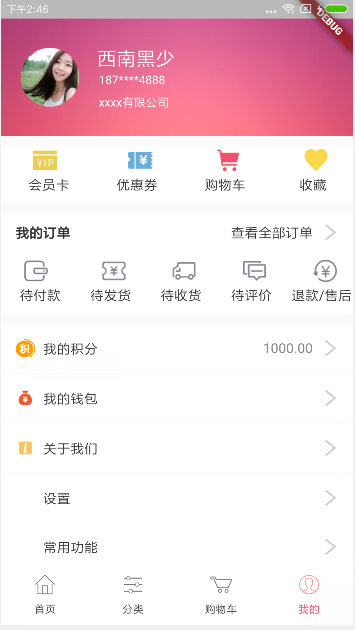 下午2:46
DEBUG
西南黑少
187****4888
xxxx有限公司
VIP
会员卡 优惠券 购物车 收藏
我的订单 查看全部订单
待付款 待发货 待收货 待评价 退款/售后
积 我的积分 1000.00
我的钱包
关于我们
设置
常用功能
首页 分类 购物车 我的